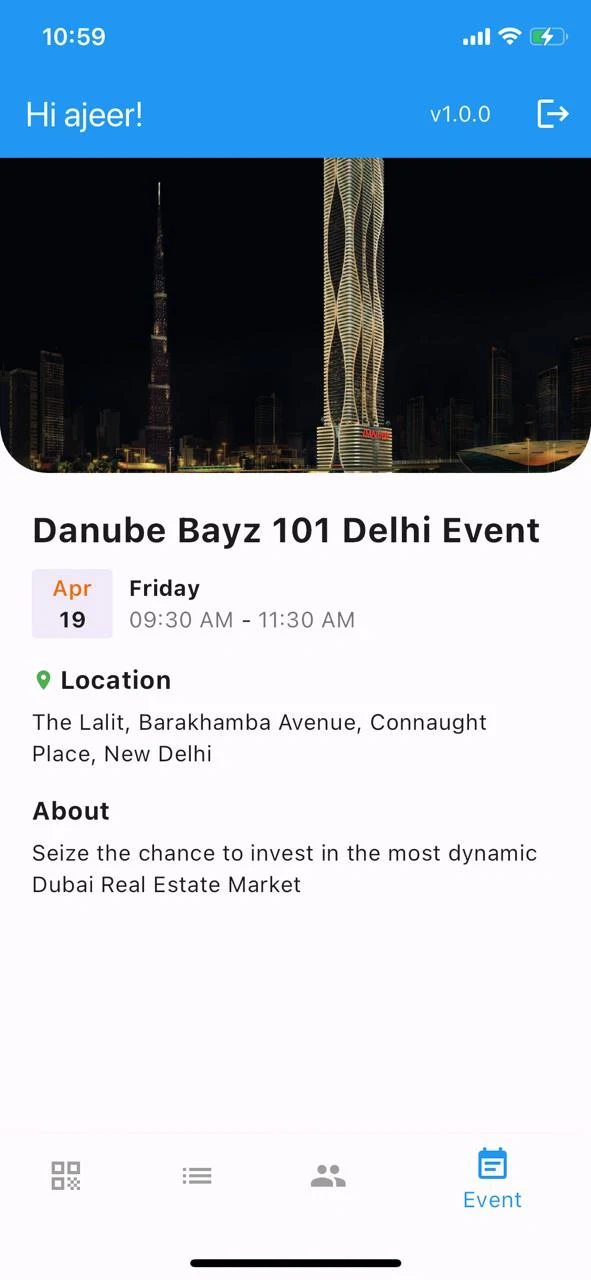 10:59
Hi ajeer!
v1.0.0
DANUBE
Danube Bayz 101 Delhi Event
Apr
19
Friday
09:30 AM - 11:30 AM
Location
The Lalit, Barakhamba Avenue, Connaught
Place, New Delhi
About
Seize the chance to invest in the most dynamic
Dubai Real Estate Market
Event